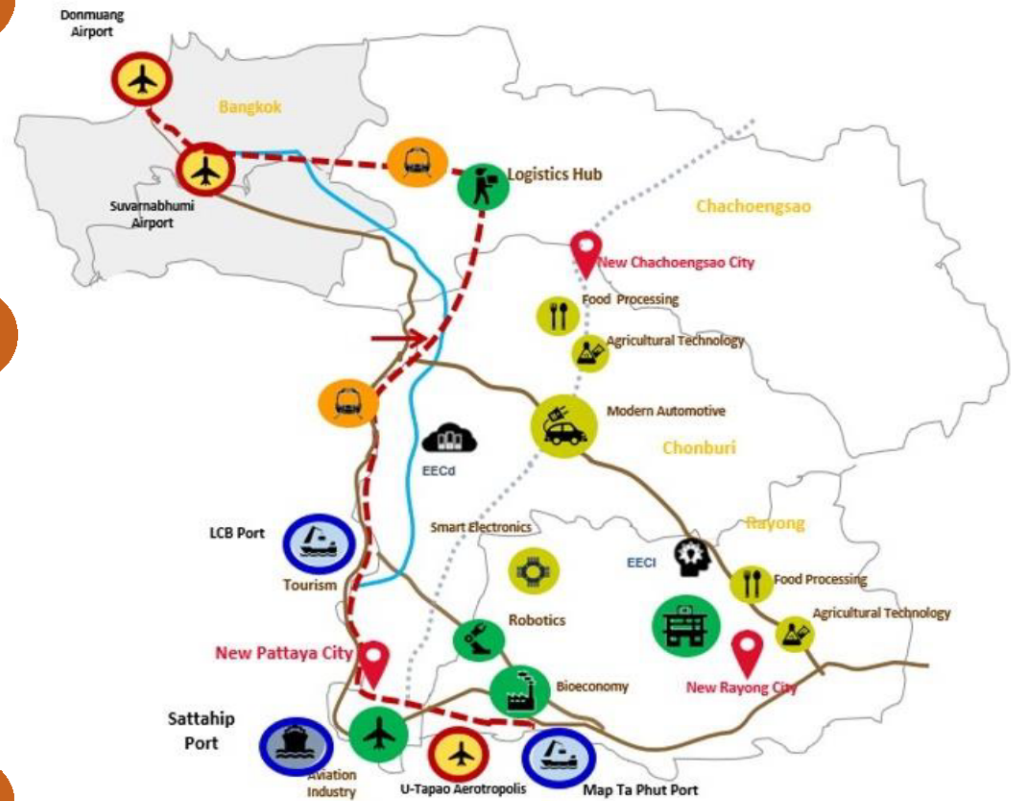 Donmuang
Airport
Bangkok
Logistics Hub
Suvarnabhumi
Airport
Chachoengsao
New Chachoengsao City
Food Processing
Agricultural Technology
Modern Automotive
Chonburi
EECd
Smart Electronics
Rayong
LCB Port
EECI
Tourism
Food Processing
Robotics
Agricultural Technology
New Pattaya City
Bioeconomy
New Rayong City
Sattahip
Port
Aviation
Industry
U-Tapao Aerotropolis
Map Ta Phut Port